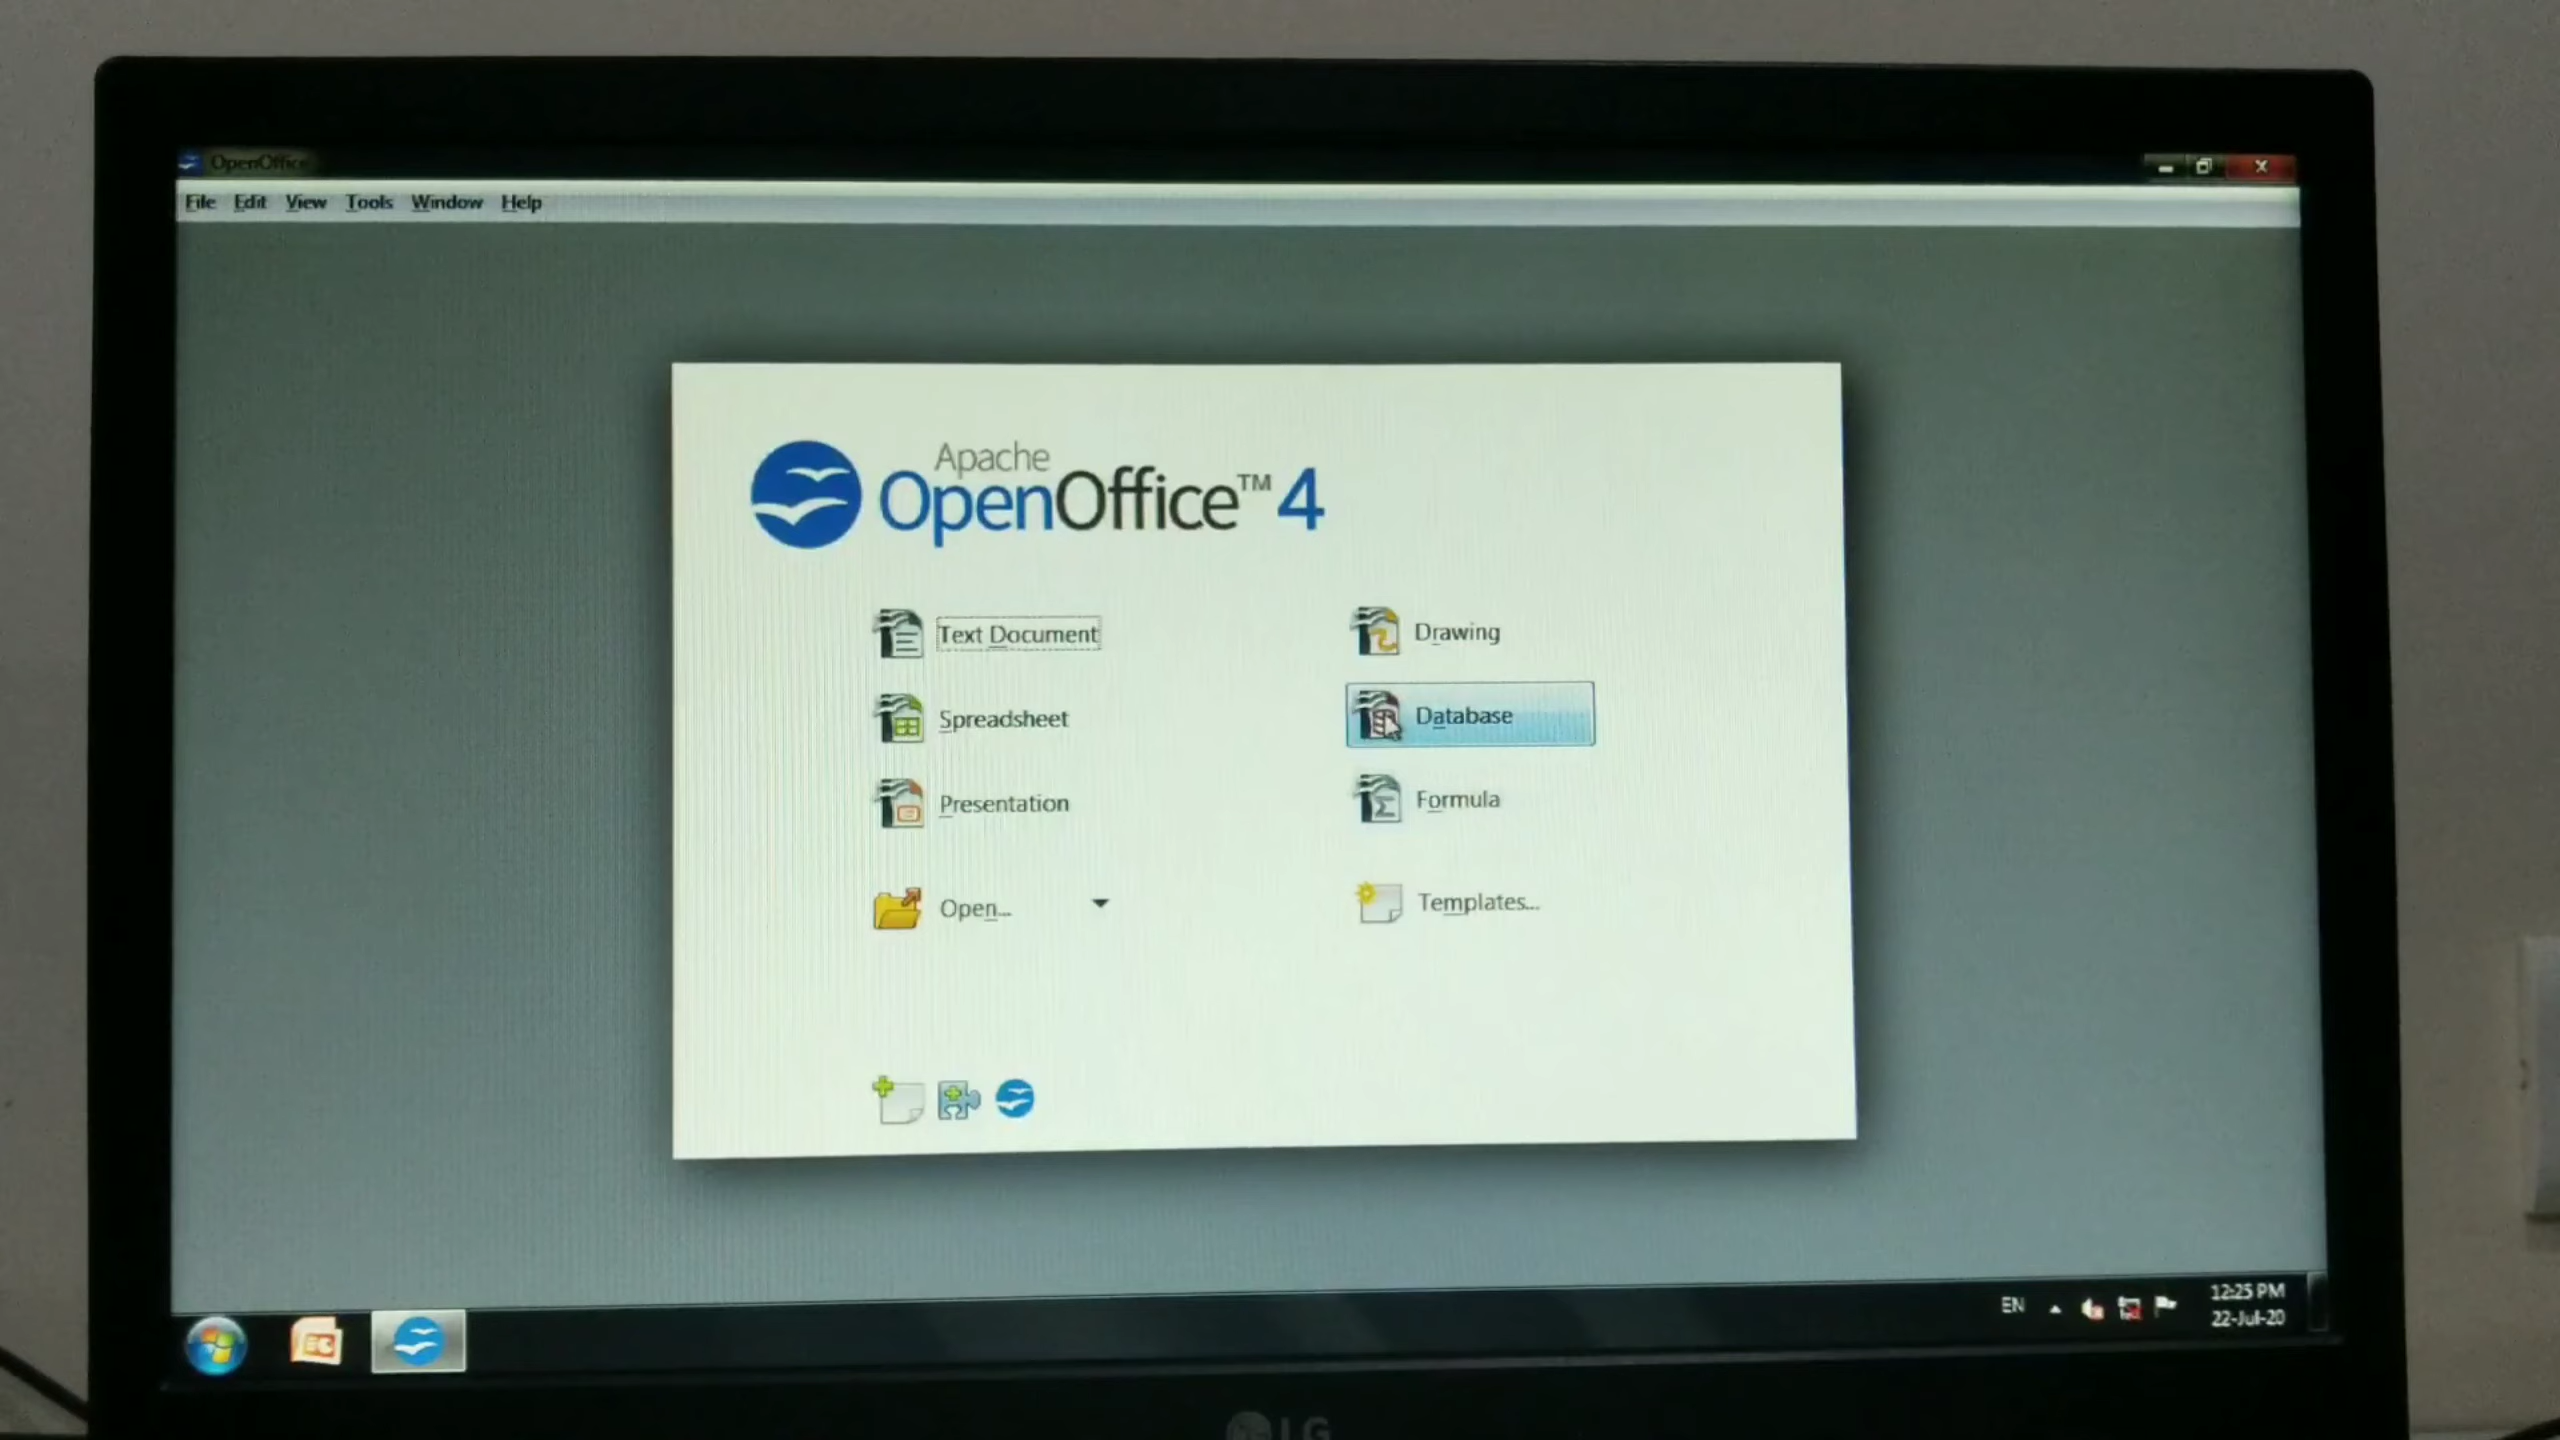 OpenOffice
File Edit View Tools Window Help
Apache
OpenOffice™ 4
Text Document
Drawing
Spreadsheet
Database
Presentation
Formula
Open...
Templates...
EN
12:25 PM
22-Jul-20
LG